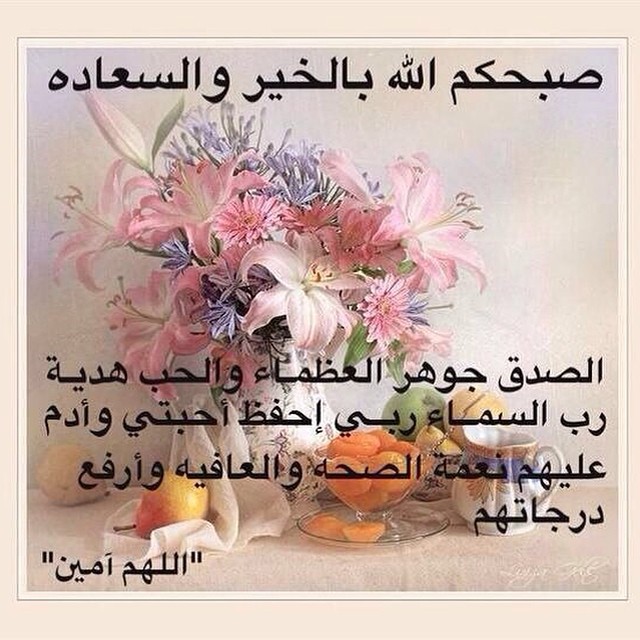 صبحكم الله بالخير والسعاده
الصدق جوهر العظماء والحب هدية
رب السماء ربي إحفظ أحبتي وأدم
عليهم نعمة الصحه والعافيه وأرفع
درجاتهم
"اللهم آمين"